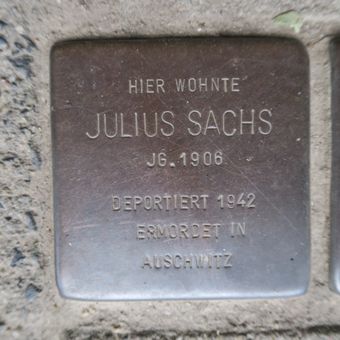 HIER WOHNTE
JULIUS SACHS
JG. 1906
DEPORTIERT 1942
ERMORDET IN
AUSCHWITZ